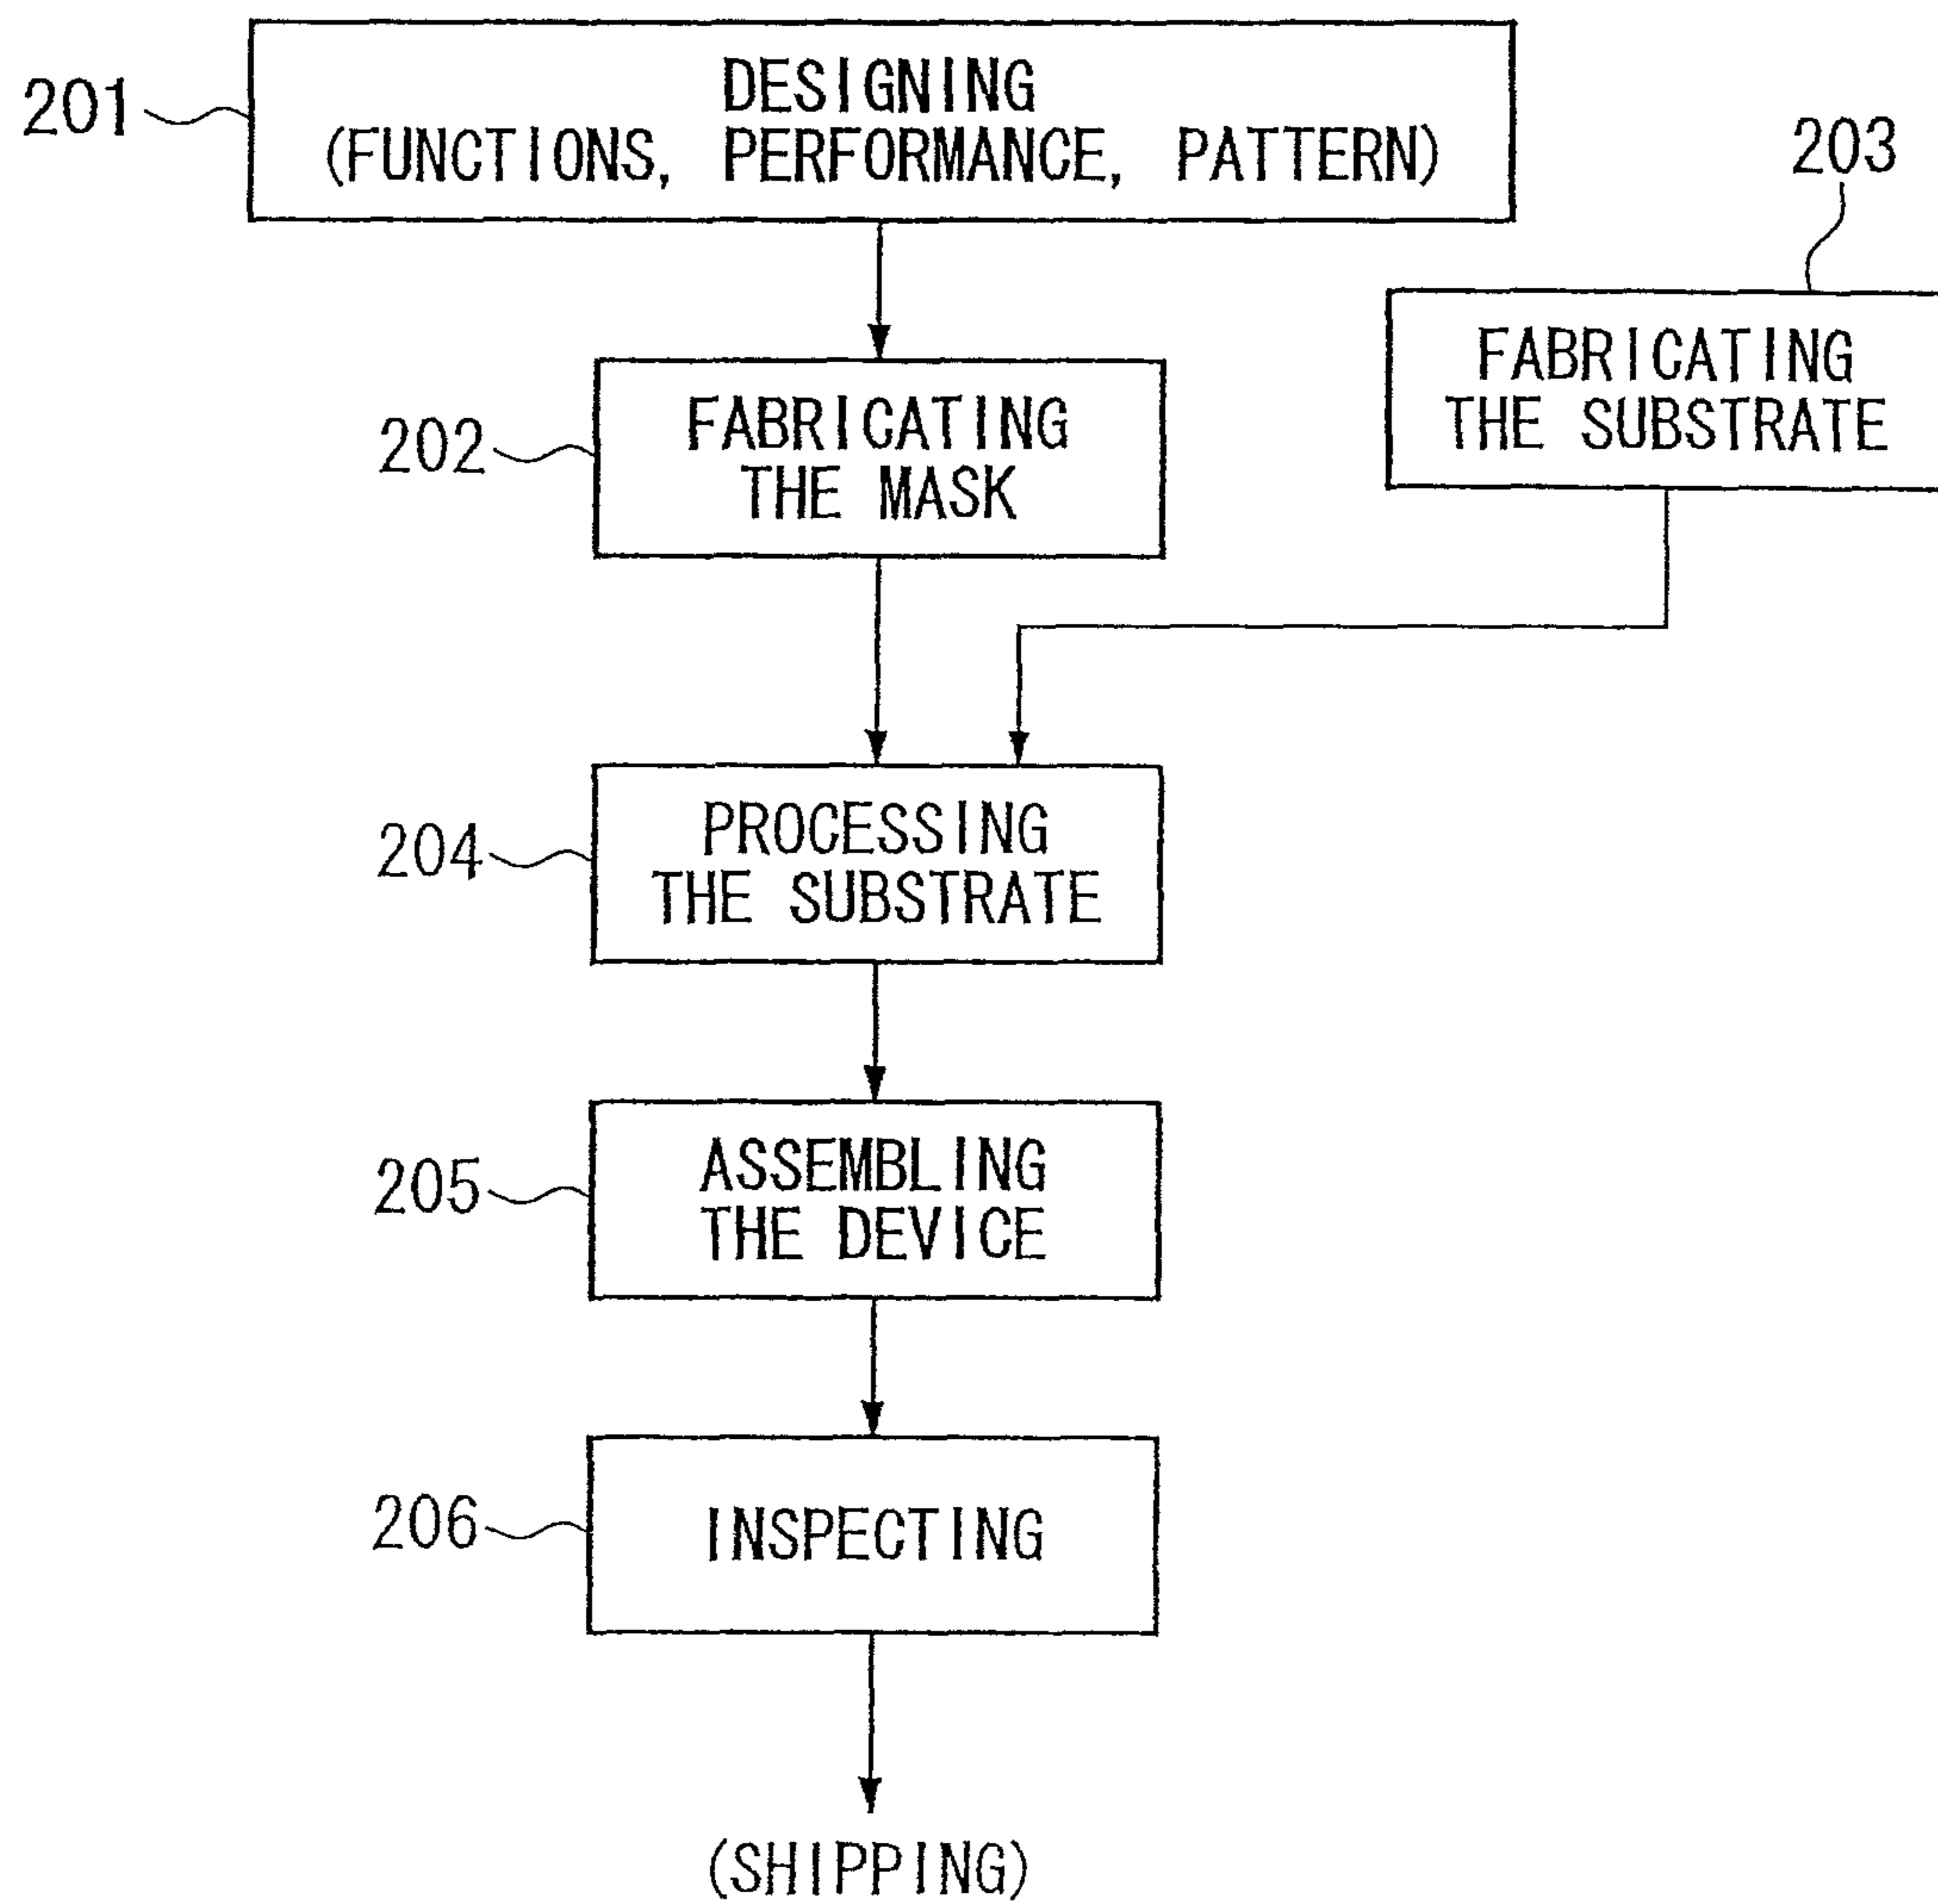 201
DESIGNING
(FUNCTIONS, PERFORMANCE, PATTERN)
203
FABRICATING
THE SUBSTRATE
202
FABRICATING
THE MASK
204
PROCESSING
THE SUBSTRATE
205
ASSEMBLING
THE DEVICE
206
INSPECTING
(SHIPPING)